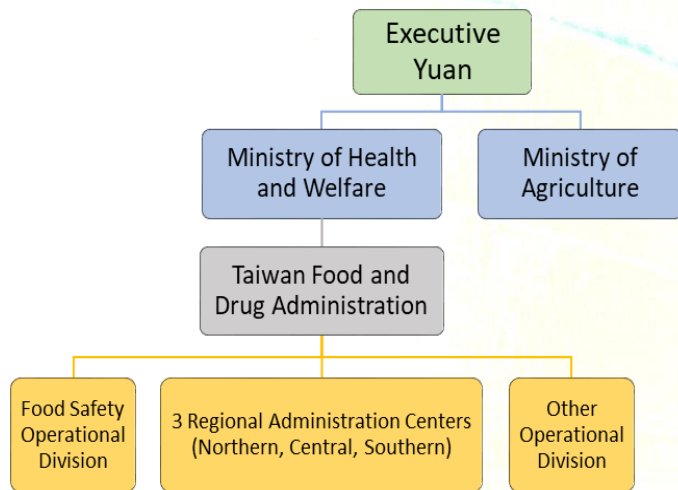 Executive
Yuan
Ministry of Health
and Welfare
Ministry of
Agriculture
Taiwan Food and
Drug Administration
Food Safety
Operational
Division
3 Regional Administration Centers
(Northern, Central, Southern)
Other
Operational
Division